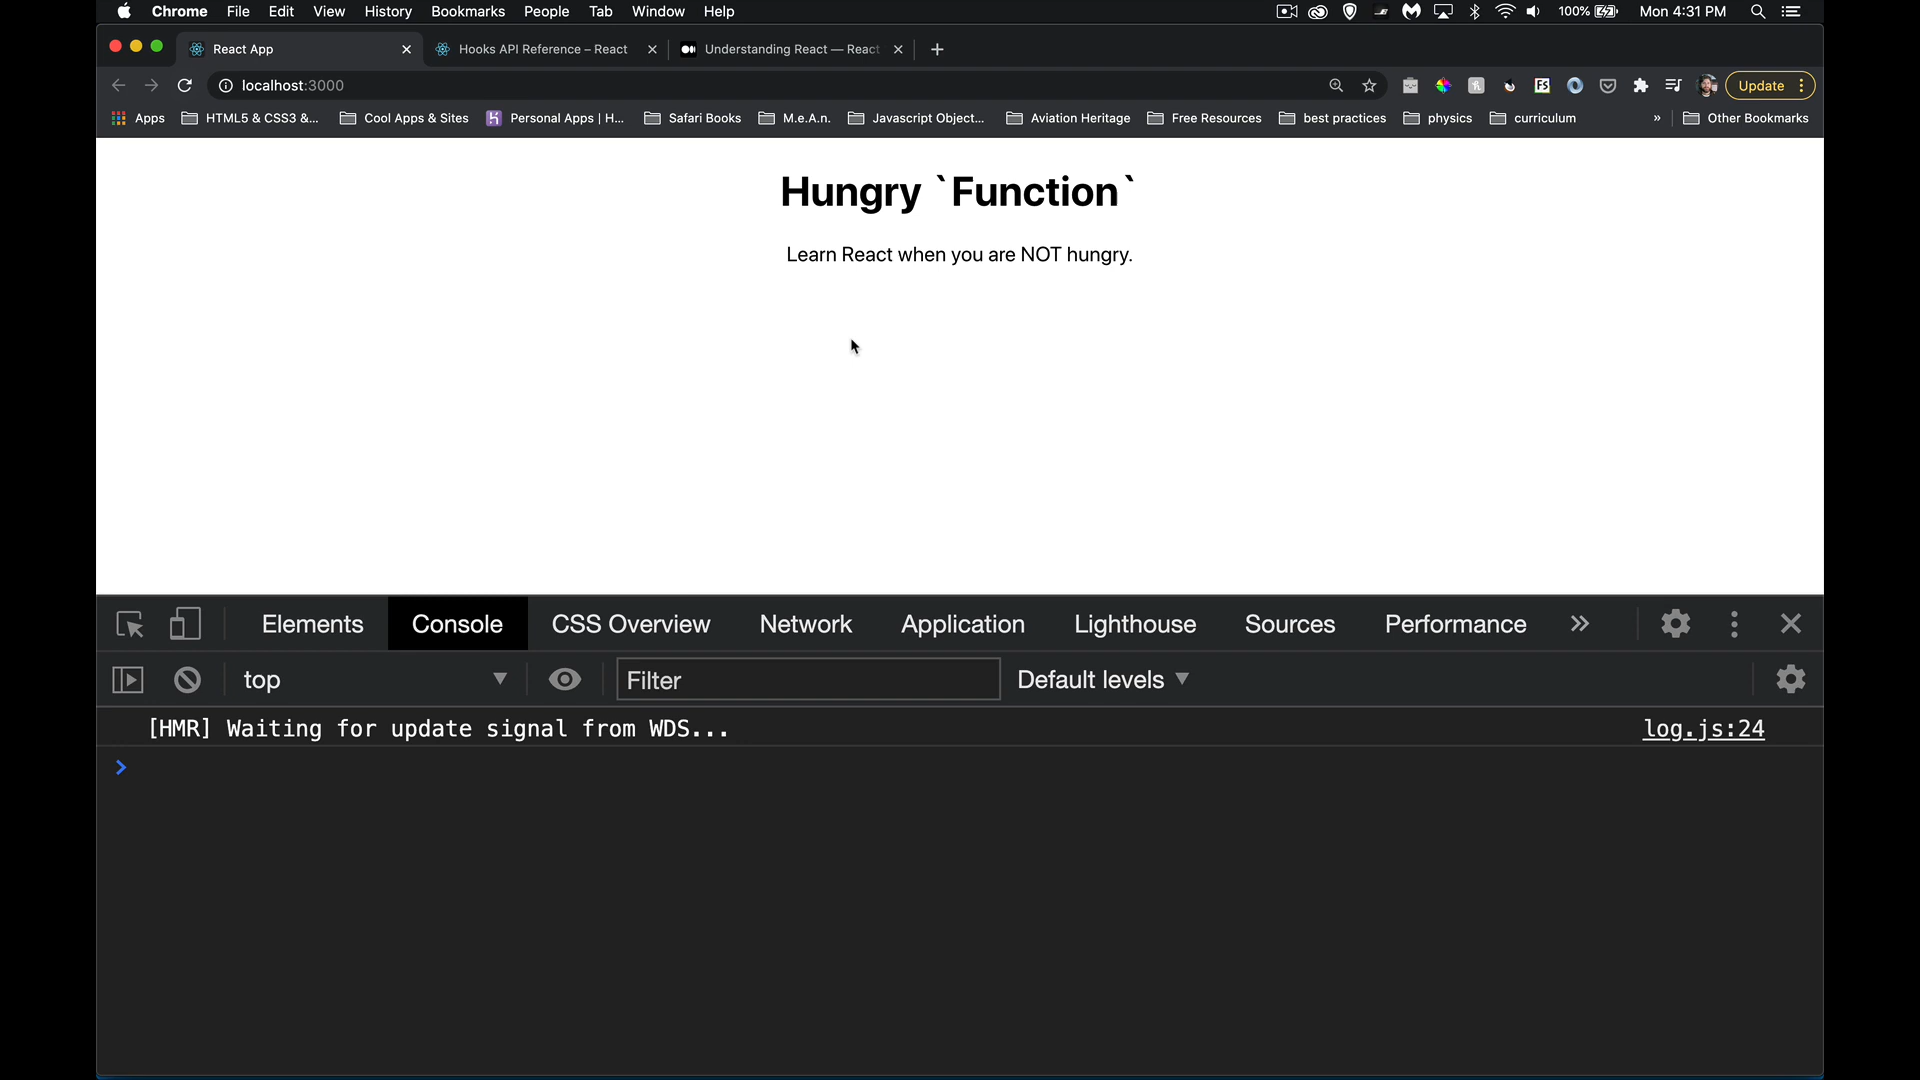 Chrome File Edit View History Bookmarks People Tab Window Help 100% Mon 4:31 PM
React App Hooks API Reference – React Understanding React — React
localhost:3000 Update
Apps HTML5 & CSS3 &... Cool Apps & Sites Personal Apps | H... Safari Books M.e.A.n. Javascript Object... Aviation Heritage Free Resources best practices physics curriculum » Other Bookmarks
Hungry `Function`
Learn React when you are NOT hungry.
Elements Console CSS Overview Network Application Lighthouse Sources Performance
top Filter Default levels
[HMR] Waiting for update signal from WDS... log.js:24